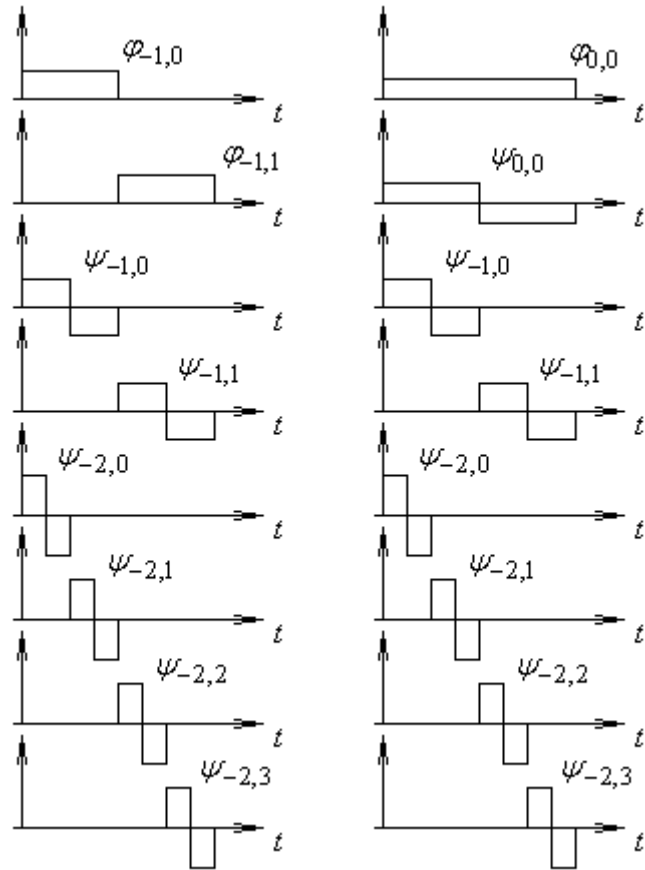 φ₋₁,₀
t
φ₋₁,₁
t
ψ₋₁,₀
t
ψ₋₁,₁
t
ψ₋₂,₀
t
ψ₋₂,₁
t
ψ₋₂,₂
t
ψ₋₂,₃
t
φ₀,₀
t
ψ₀,₀
t
ψ₋₁,₀
t
ψ₋₁,₁
t
ψ₋₂,₀
t
ψ₋₂,₁
t
ψ₋₂,₂
t
ψ₋₂,₃
t